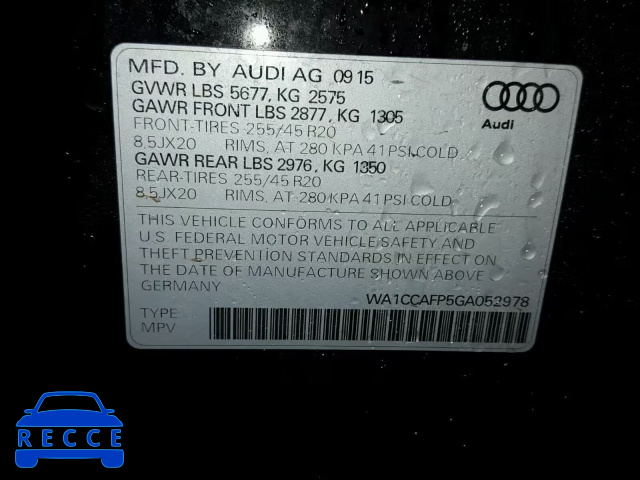 MFD. BY AUDI AG 09 15
GVWR LBS 5677, KG 2575
GAWR FRONT LBS 2877, KG 1305
FRONT-TIRES 255/45 R20
8,5JX20 RIMS, AT 280 KPA 41 PSI COLD
GAWR REAR LBS 2976, KG 1350
REAR-TIRES 255/45 R20
8,5JX20 RIMS, AT 280 KPA 41 PSI COLD
THIS VEHICLE CONFORMS TO ALL APPLICABLE
U.S. FEDERAL MOTOR VEHICLE SAFETY AND
THEFT PREVENTION STANDARDS IN EFFECT ON
THE DATE OF MANUFACTURE SHOWN ABOVE.
GERMANY
WA1CCAFP5GA052978
TYPE
MPV
Audi